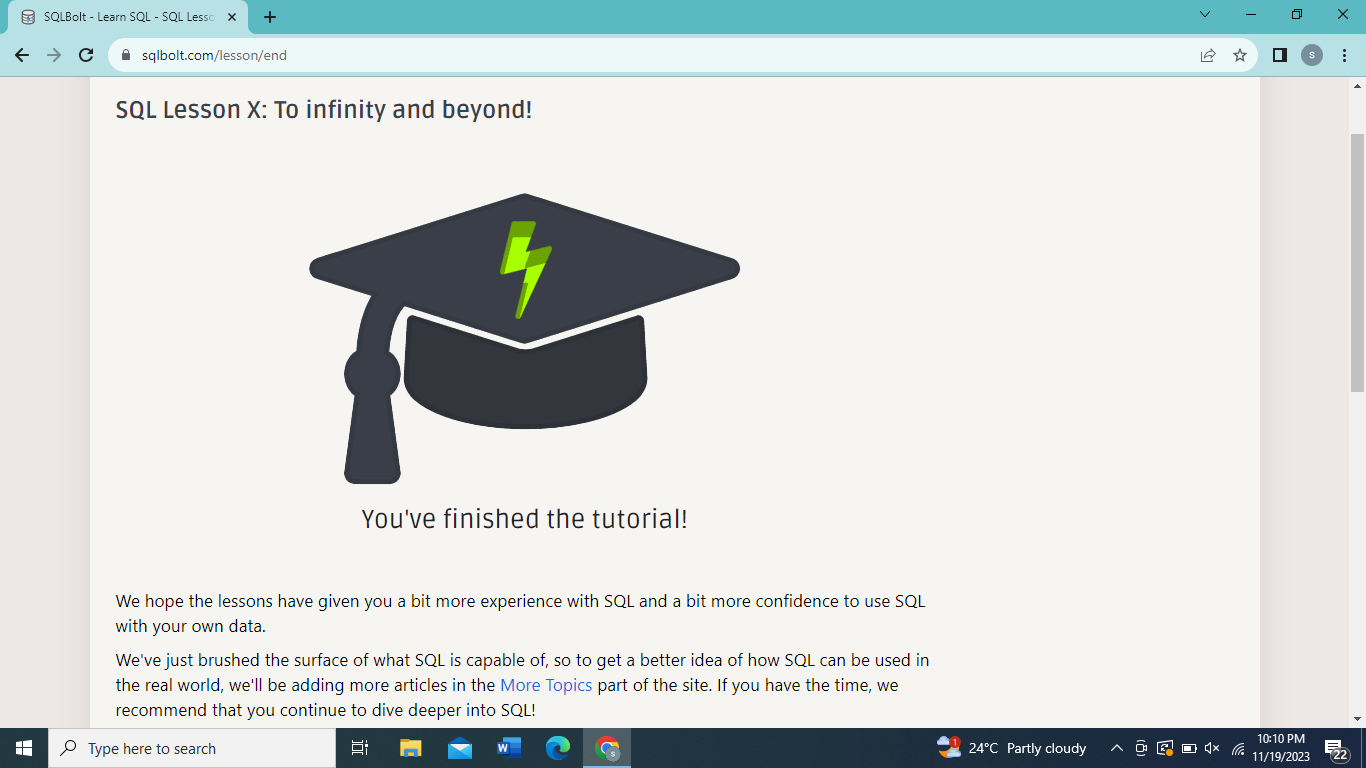 SQLBolt - Learn SQL - SQL Lesso
sqlbolt.com/lesson/end
S
SQL Lesson X: To infinity and beyond!
You've finished the tutorial!
We hope the lessons have given you a bit more experience with SQL and a bit more confidence to use SQL
with your own data.
We've just brushed the surface of what SQL is capable of, so to get a better idea of how SQL can be used in
the real world, we'll be adding more articles in the More Topics part of the site. If you have the time, we
recommend that you continue to dive deeper into SQL!
Type here to search
W
S
1
24°C Partly cloudy
10:10 PM
11/19/2023
22